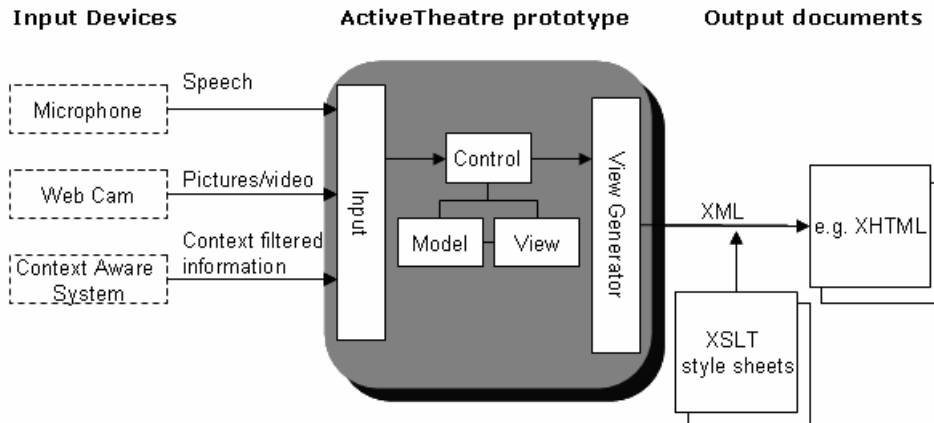 Input Devices
ActiveTheatre prototype
Output documents
Microphone
Speech
Web Cam
Pictures/video
Context Aware
System
Context filtered
information
Input
Control
Model
View
View Generator
XML
e.g. XHTML
XSLT
style sheets